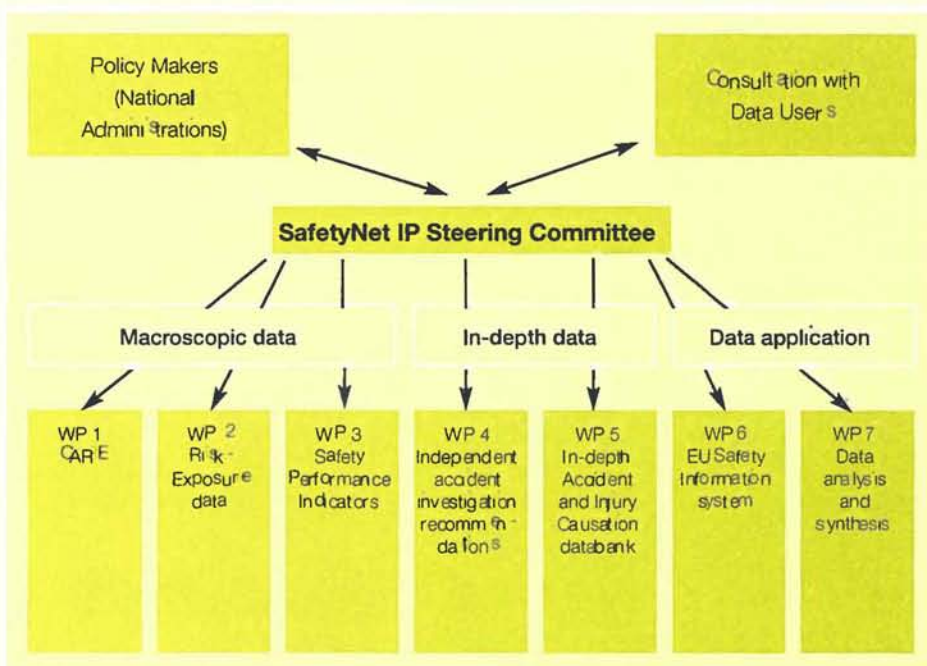 Policy Makers
(National
Administrations)
Consultation with
Data Users
SafetyNet IP Steering Committee
Macroscopic data
In-depth data
Data application
WP 1
CARE
WP 2
Risk-
Exposure
data
WP 3
Safety
Performance
Indicators
WP 4
Independent
accident
investigation
recommen-
dations
WP 5
In-depth
Accident
and Injury
Causation
databank
WP 6
EU Safety
Information
system
WP 7
Data
analysis
and
synthesis